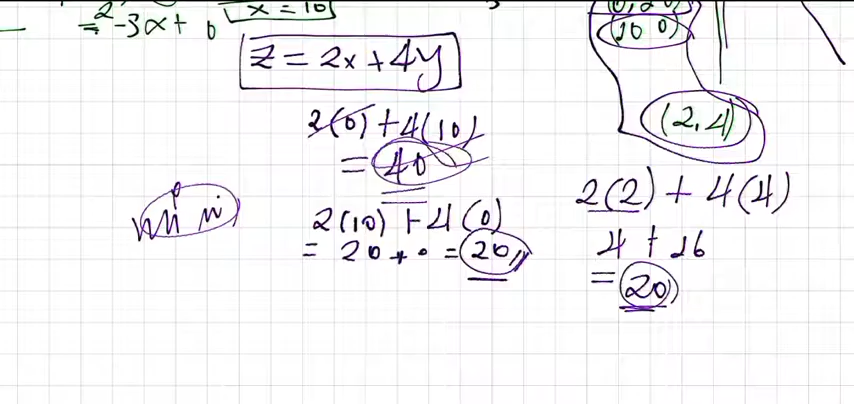 x = 10
= -3x +
(10 0)
z = 2x + 4y
(2, 4)
2(0) + 4(10)
= 40
2(2) + 4(4)
2(10) + 4(0)
4 + 16
= 20 + 0 = 20
= 20